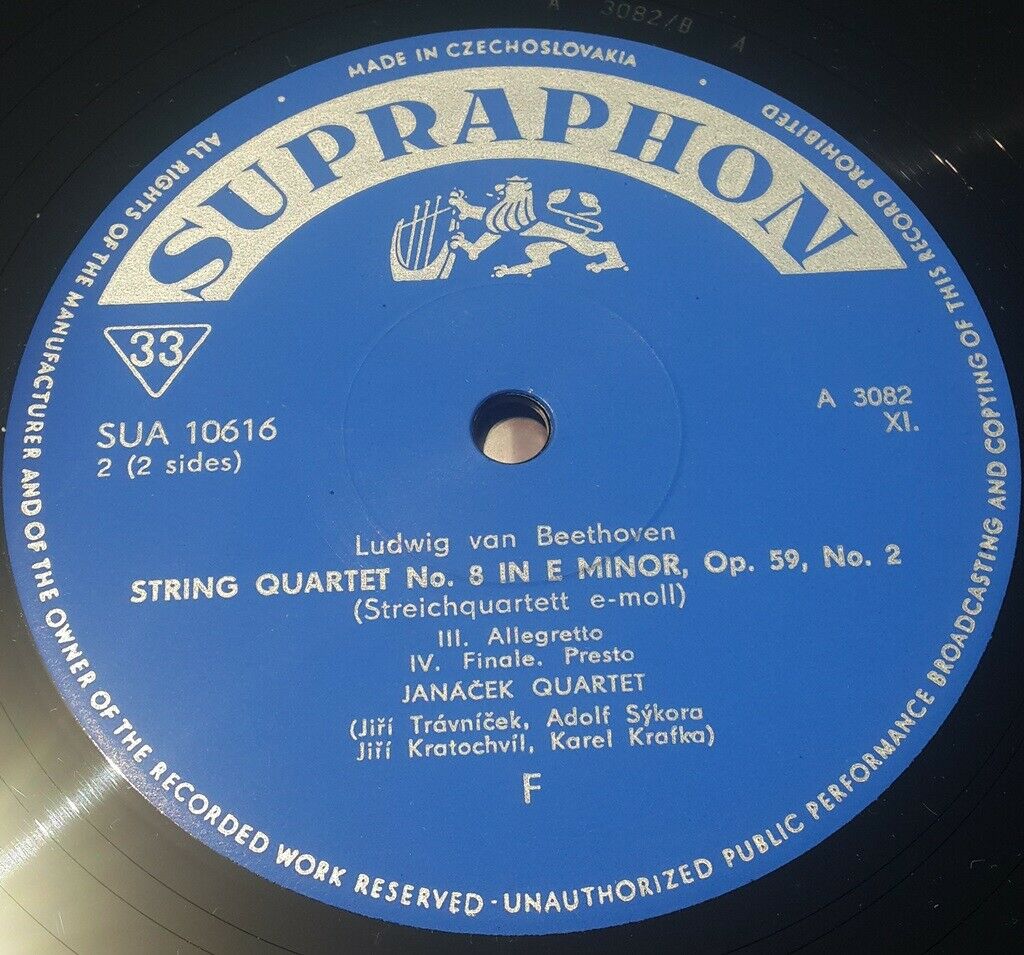 A 3082/B A
MADE IN CZECHOSLOVAKIA
ALL RIGHTS OF THE MANUFACTURER AND OF THE OWNER OF THE RECORDED WORK RESERVED - UNAUTHORIZED PUBLIC PERFORMANCE BROADCASTING AND COPYING OF THIS RECORD PROHIBITED
SUPRAPHON
33
SUA 10616
2 (2 sides)
A 3082
XI.
Ludwig van Beethoven
STRING QUARTET No. 8 IN E MINOR, Op. 59, No. 2
(Streichquartett e-moll)
III. Allegretto
IV. Finale. Presto
JANÁČEK QUARTET
(Jiří Trávníček, Adolf Sýkora
Jiří Kratochvíl, Karel Krafka)
F